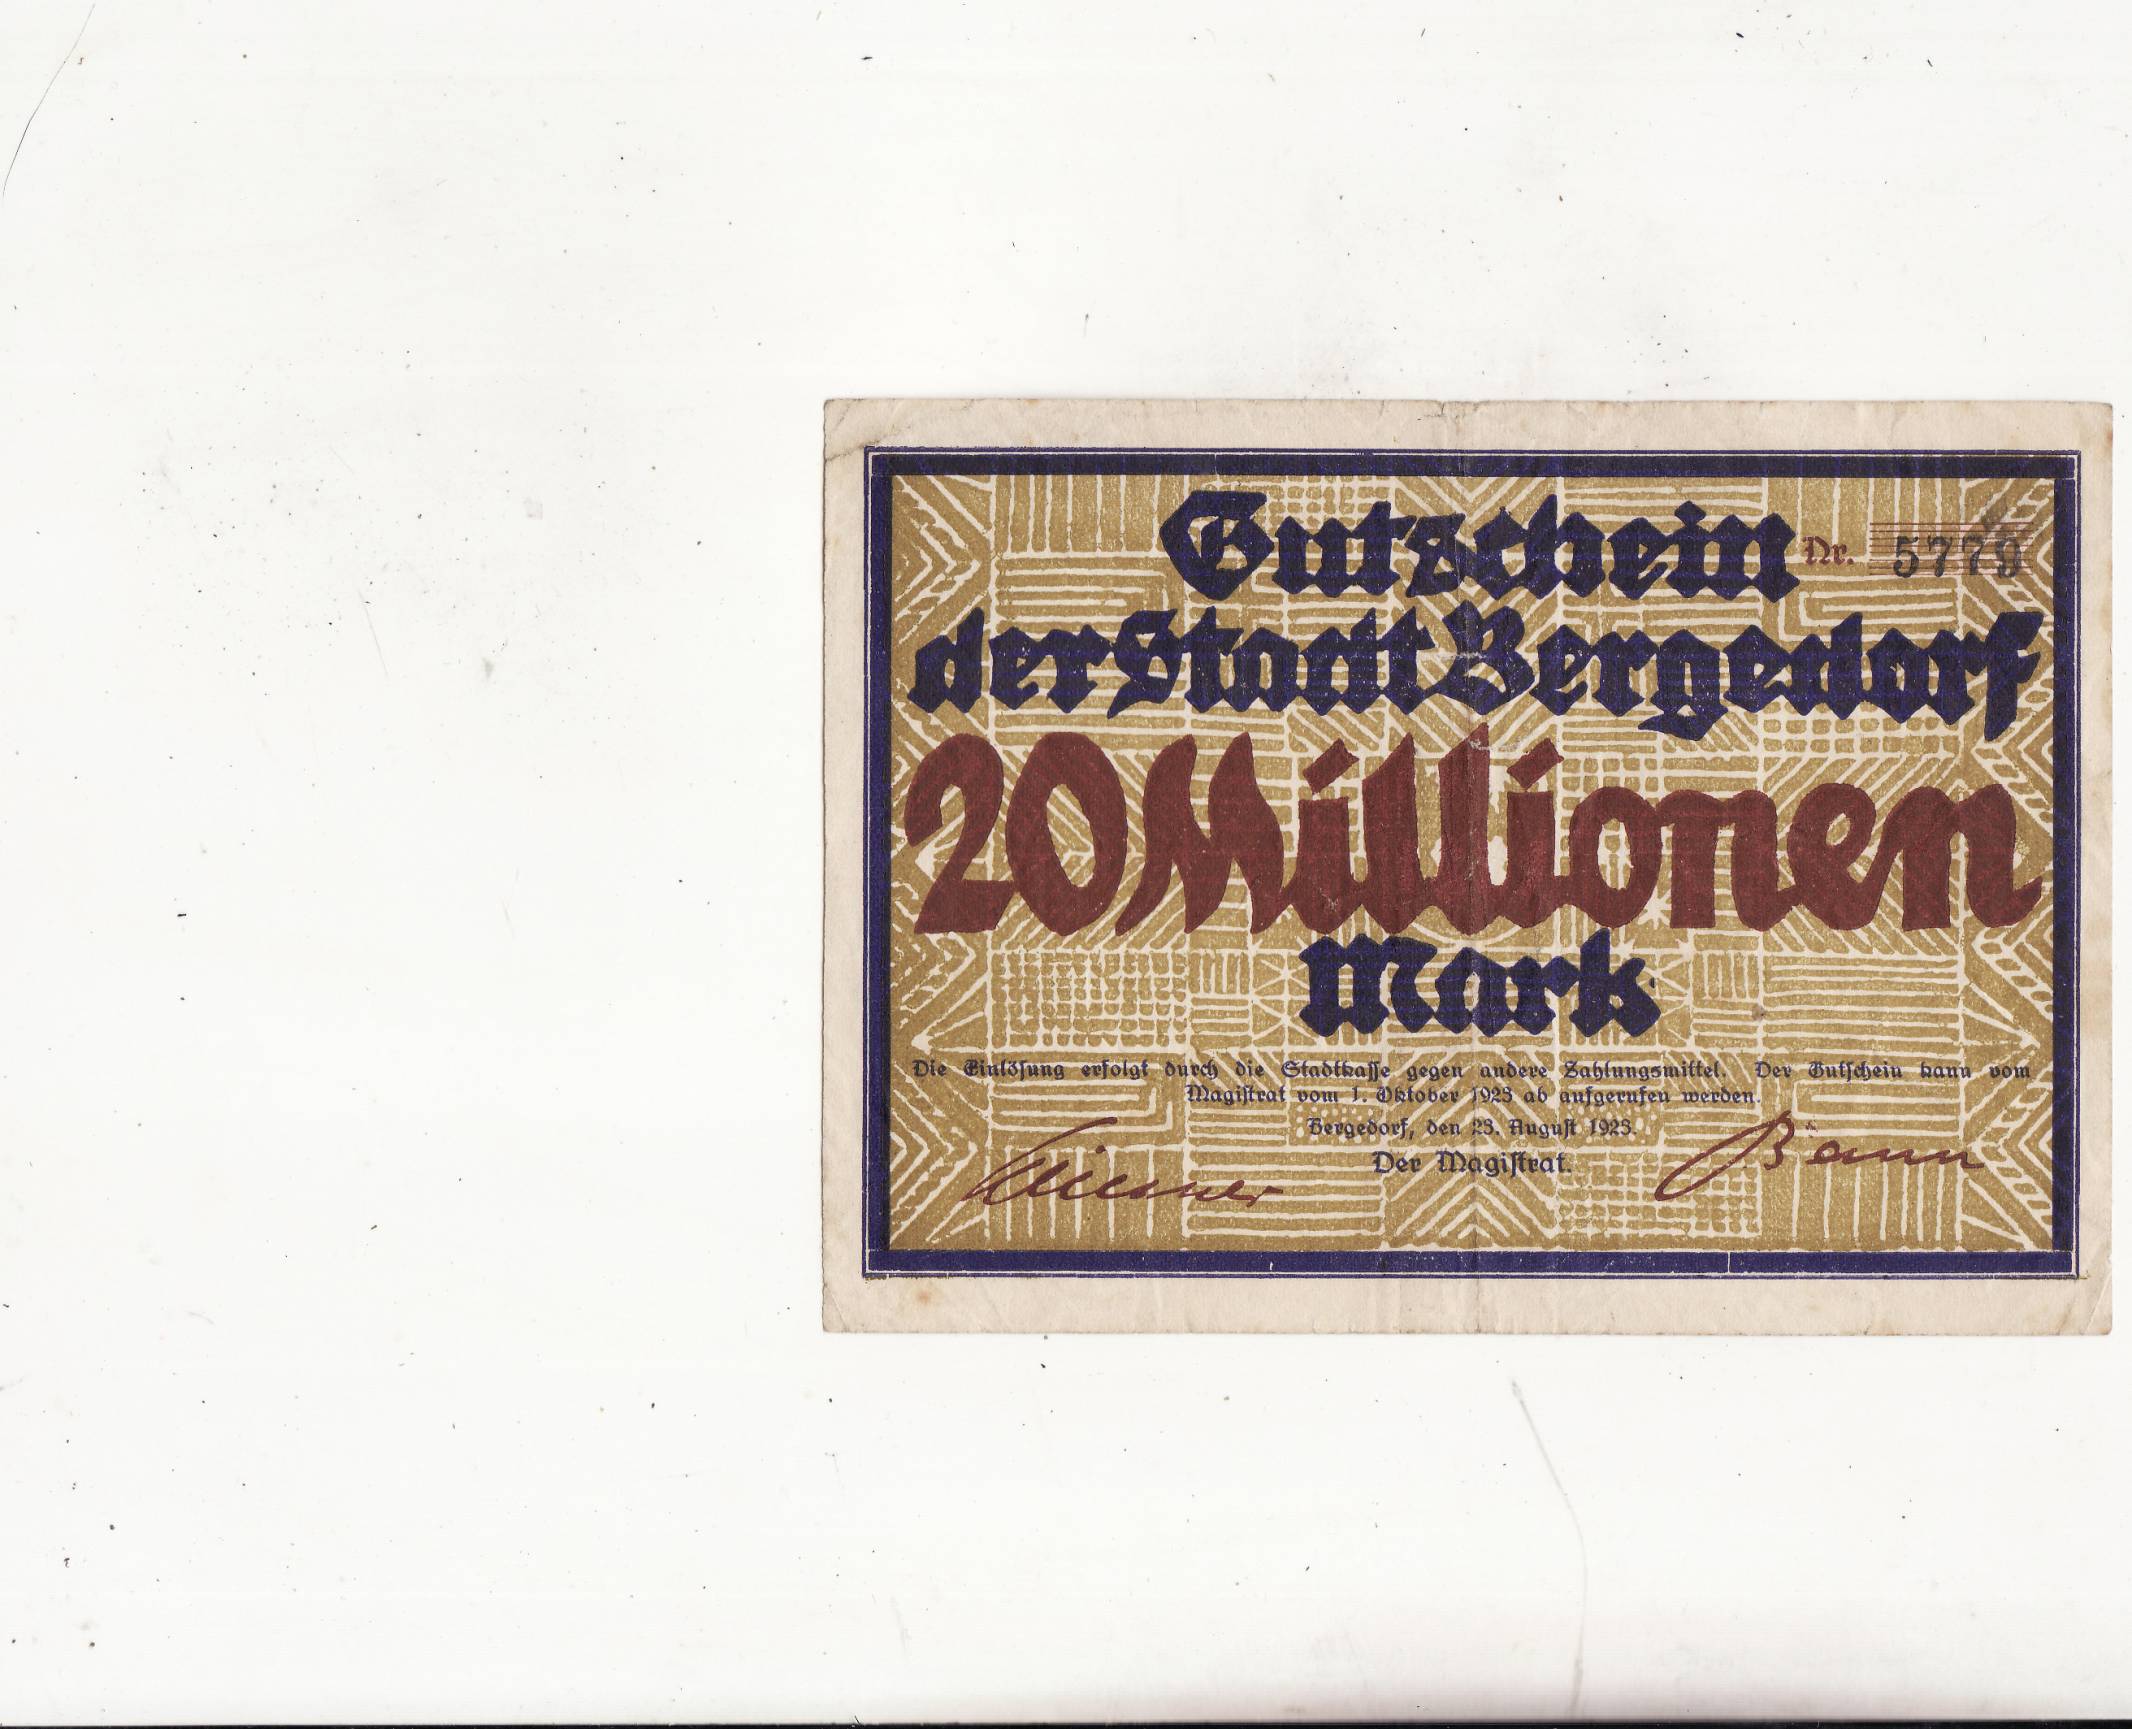 Gutschein Nr. 5779
der Stadt Bergedorf
20 Millionen
Mark
Die Einlösung erfolgt durch die Stadtkasse gegen andere Zahlungsmittel. Der Gutschein kann vom
Magistrat vom 1. Oktober 1923 ab aufgerufen werden.
Bergedorf, den 23. August 1923.
Der Magistrat.